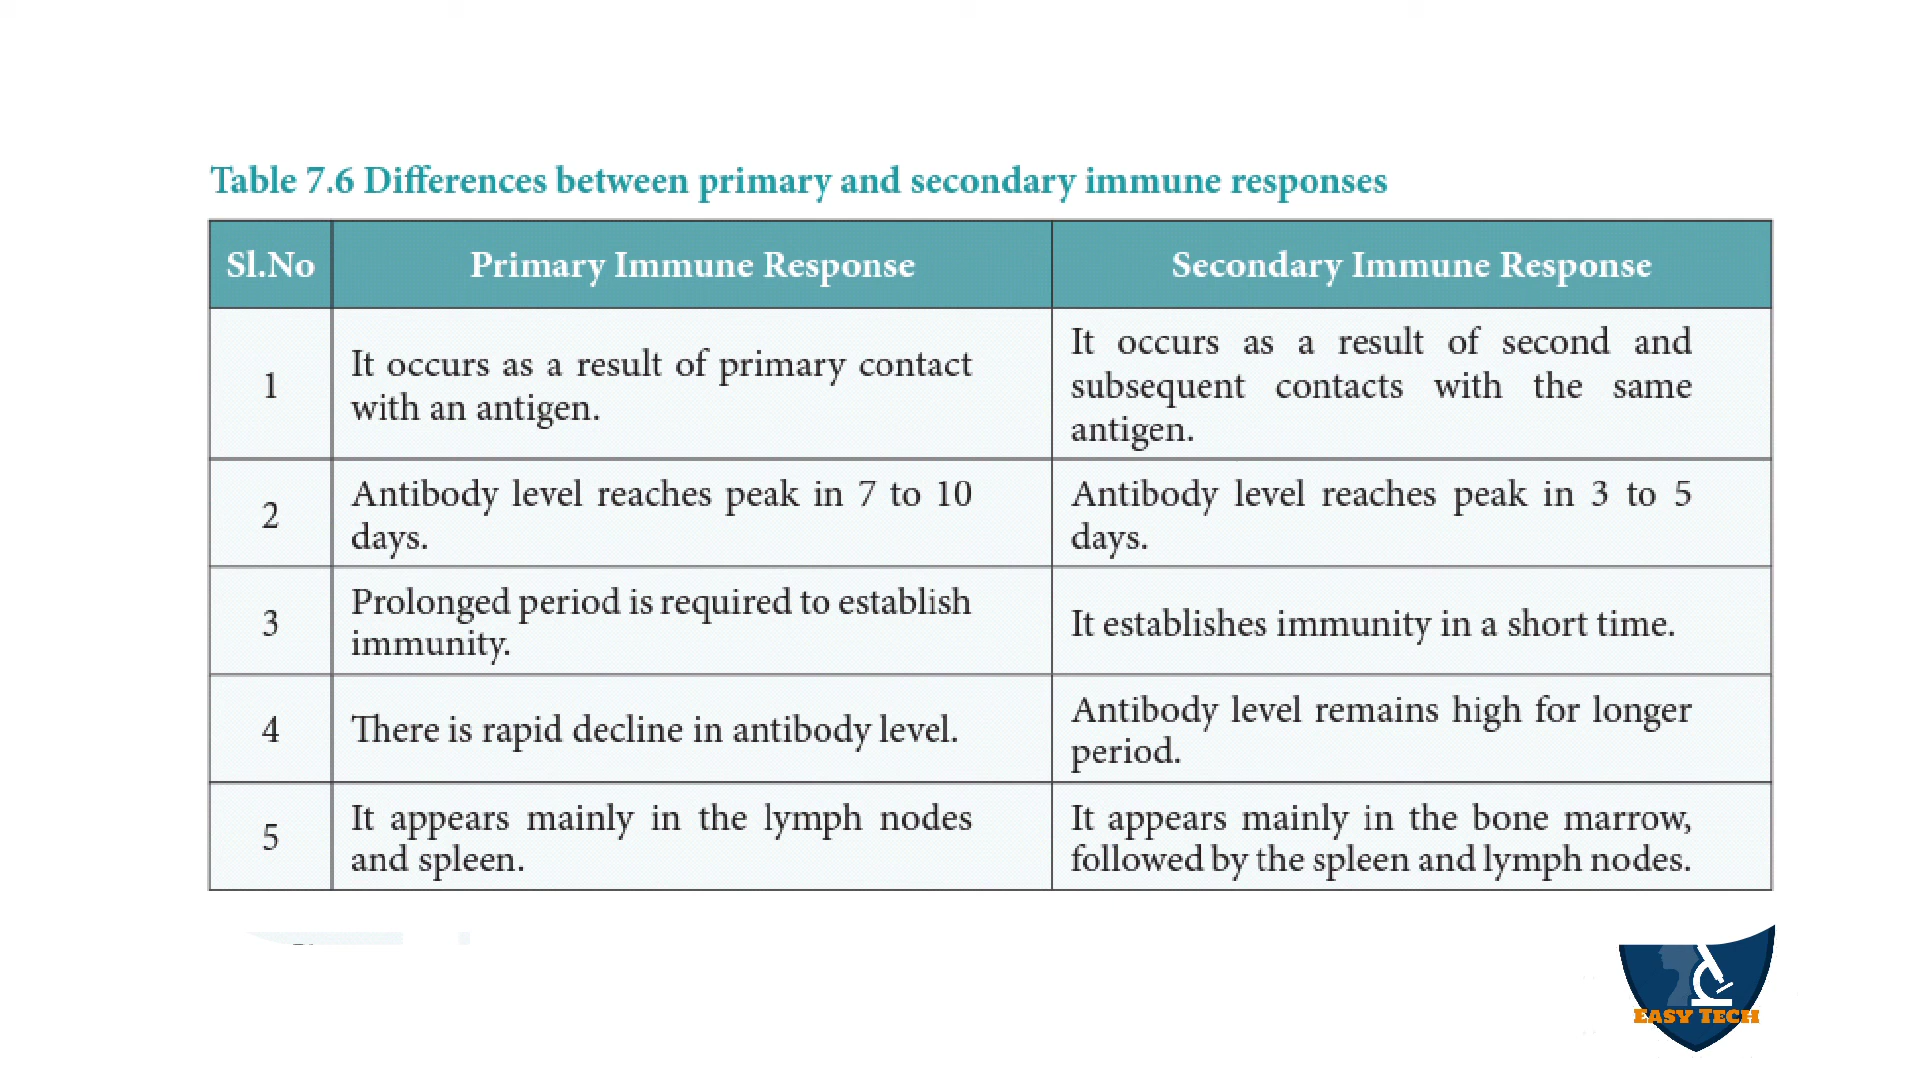 Table 7.6 Differences between primary and secondary immune responses
Sl.No
Primary Immune Response
Secondary Immune Response
1
It occurs as a result of primary contact
with an antigen.
It occurs as a result of second and
subsequent contacts with the same
antigen.
2
Antibody level reaches peak in 7 to 10
days.
Antibody level reaches peak in 3 to 5
days.
3
Prolonged period is required to establish
immunity.
It establishes immunity in a short time.
4
There is rapid decline in antibody level.
Antibody level remains high for longer
period.
5
It appears mainly in the lymph nodes
and spleen.
It appears mainly in the bone marrow,
followed by the spleen and lymph nodes.
EASY TECH